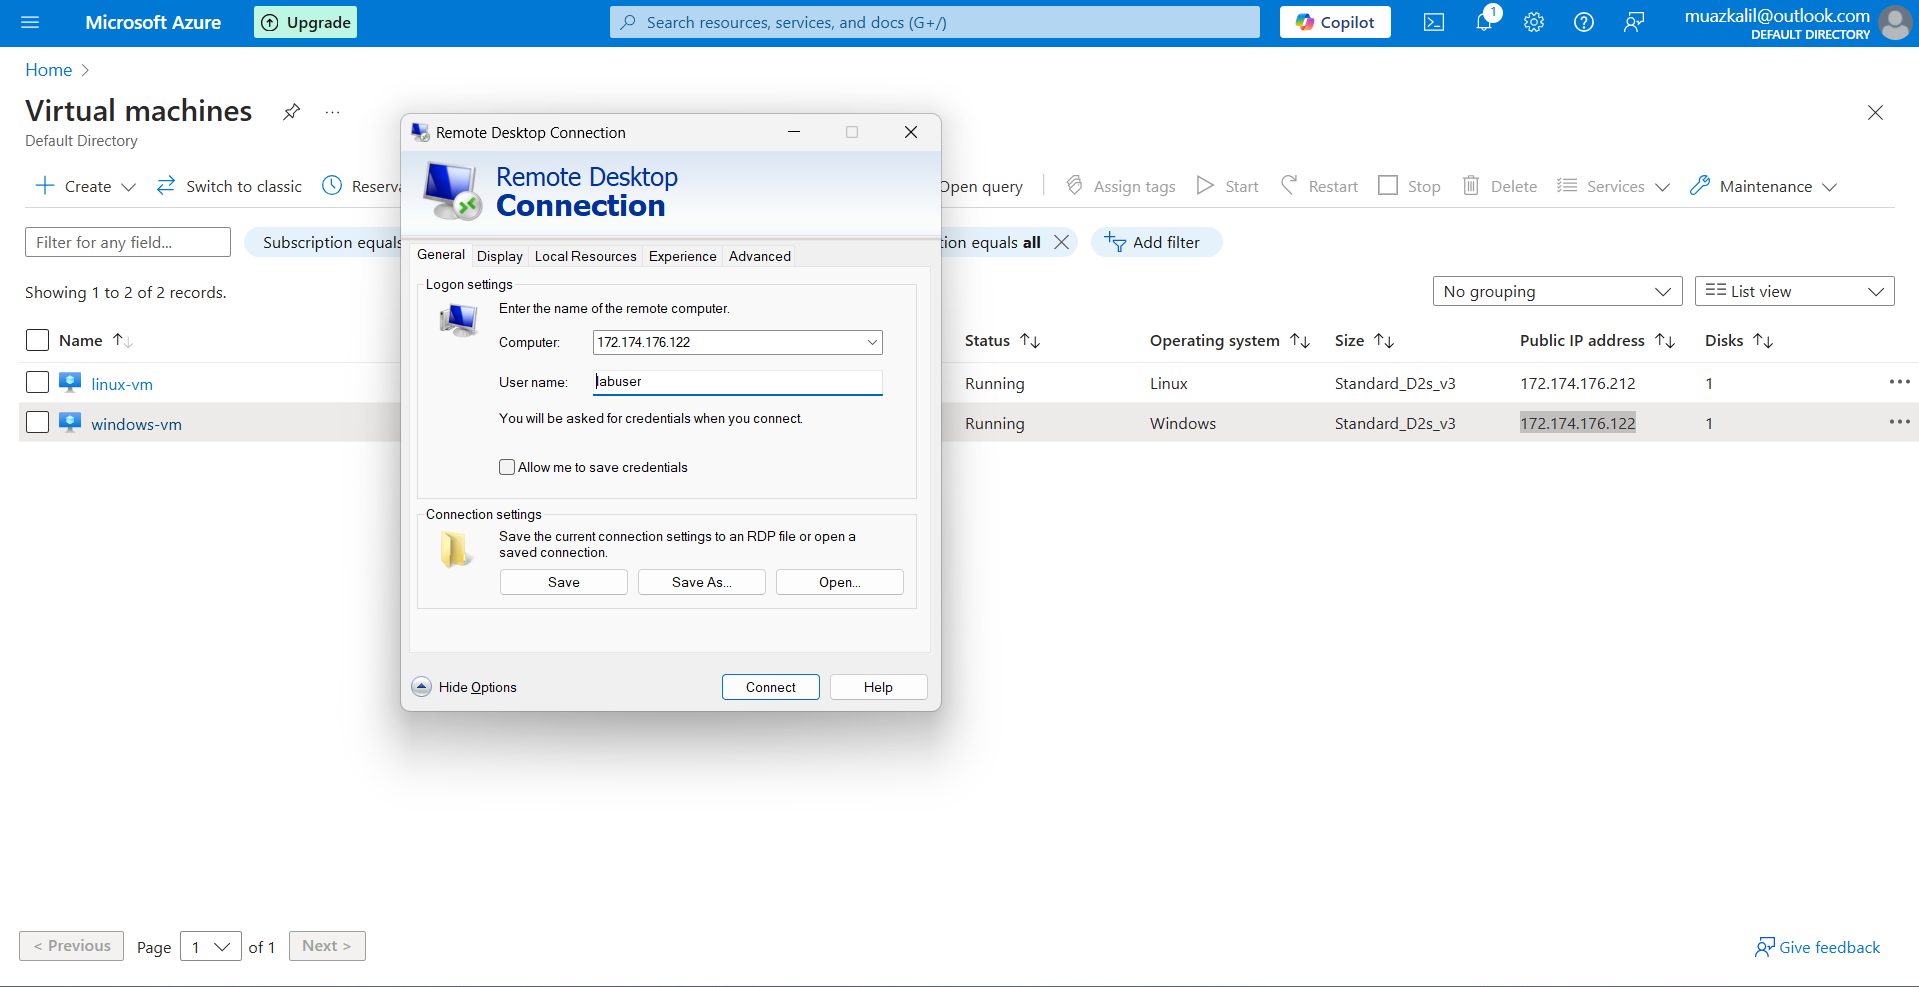 Microsoft Azure
Upgrade
Search resources, services, and docs (G+/)
Copilot
1
muazkalil@outlook.com
DEFAULT DIRECTORY
Home
Virtual machines
...
Default Directory
Create
Switch to classic
Reserva
Open query
Assign tags
Start
Restart
Stop
Delete
Services
Maintenance
Filter for any field...
Subscription equals
tion equals all
Add filter
Showing 1 to 2 of 2 records.
No grouping
List view
Name
Status
Operating system
Size
Public IP address
Disks
linux-vm
Running
Linux
Standard_D2s_v3
172.174.176.212
1
windows-vm
Running
Windows
Standard_D2s_v3
172.174.176.122
1
Remote Desktop Connection
Remote Desktop
Connection
General
Display
Local Resources
Experience
Advanced
Logon settings
Enter the name of the remote computer.
Computer:
172.174.176.122
User name:
labuser
You will be asked for credentials when you connect.
Allow me to save credentials
Connection settings
Save the current connection settings to an RDP file or open a
saved connection.
Save
Save As...
Open...
Hide Options
Connect
Help
< Previous
Page
1
of 1
Next >
Give feedback